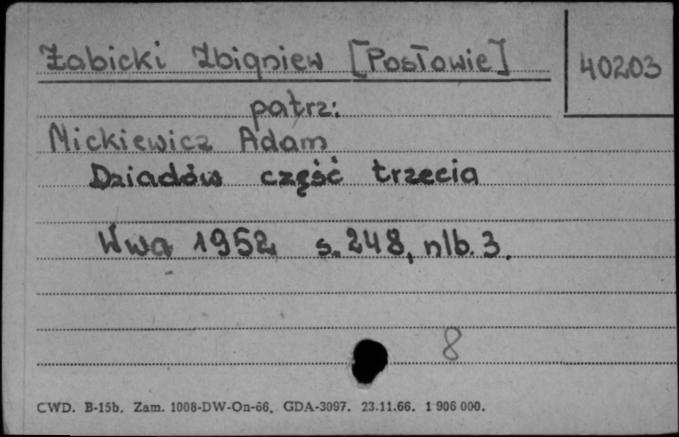 Żabicki Zbigniew [Posłowie]
40203
patrz:
Mickiewicz Adam
Dziadów część trzecia
Wwa 1952 s. 248, nlb. 3.
8
CWD. B-15b. Zam. 1008-DW-On-66. GDA-3097. 23.11.66. 1 906 000.